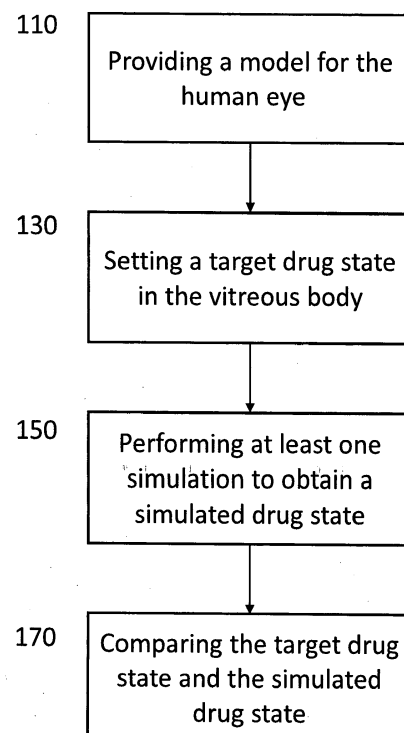 110
Providing a model for the
human eye
130
Setting a target drug state
in the vitreous body
150
Performing at least one
simulation to obtain a
simulated drug state
170
Comparing the target drug
state and the simulated
drug state